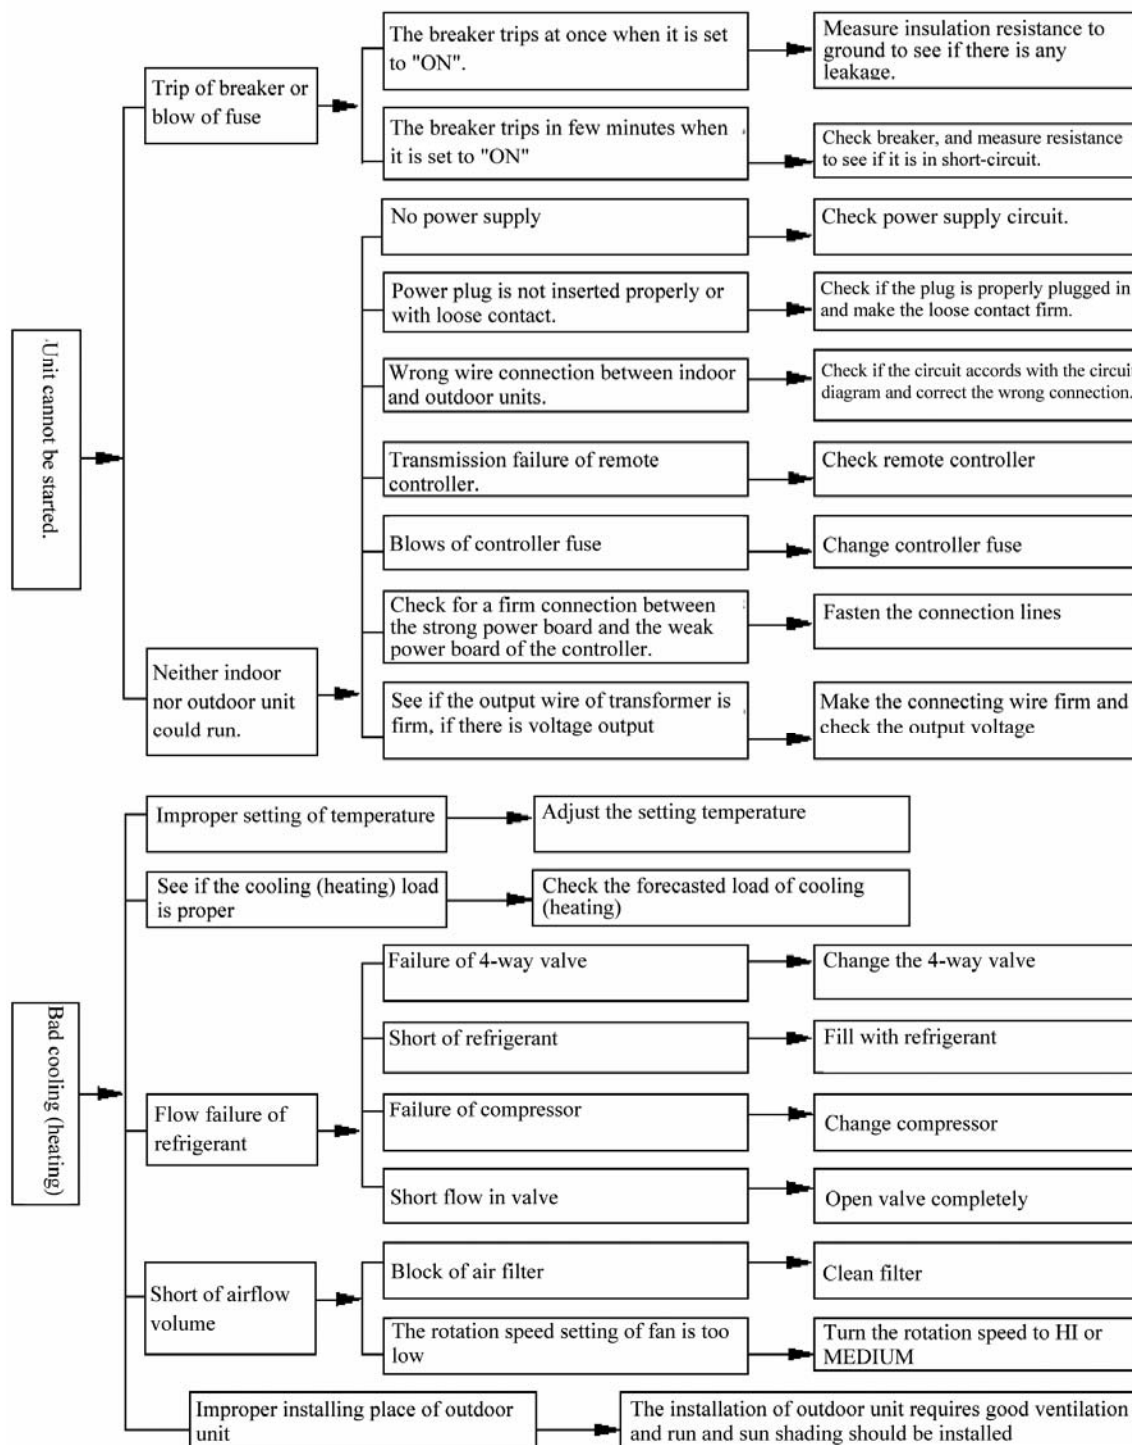 The breaker trips at once when it is set
to "ON".
Measure insulation resistance to
ground to see if there is any
leakage.
Trip of breaker or
blow of fuse
The breaker trips in few minutes when
it is set to "ON"
Check breaker, and measure resistance
to see if it is in short-circuit.
No power supply
Check power supply circuit.
Power plug is not inserted properly or
with loose contact.
Check if the plug is properly plugged in
and make the loose contact firm.
Unit cannot be started.
Wrong wire connection between indoor
and outdoor units.
Check if the circuit accords with the circuit
diagram and correct the wrong connection.
Transmission failure of remote
controller.
Check remote controller
Blows of controller fuse
Change controller fuse
Check for a firm connection between
the strong power board and the weak
power board of the controller.
Fasten the connection lines
Neither indoor
nor outdoor unit
could run.
See if the output wire of transformer is
firm, if there is voltage output
Make the connecting wire firm and
check the output voltage
Improper setting of temperature
Adjust the setting temperature
See if the cooling (heating) load
is proper
Check the forecasted load of cooling
(heating)
Bad cooling (heating)
Failure of 4-way valve
Change the 4-way valve
Short of refrigerant
Fill with refrigerant
Flow failure of
refrigerant
Failure of compressor
Change compressor
Short flow in valve
Open valve completely
Short of airflow
volume
Block of air filter
Clean filter
The rotation speed setting of fan is too
low
Turn the rotation speed to HI or
MEDIUM
Improper installing place of outdoor
unit
The installation of outdoor unit requires good ventilation
and run and sun shading should be installed